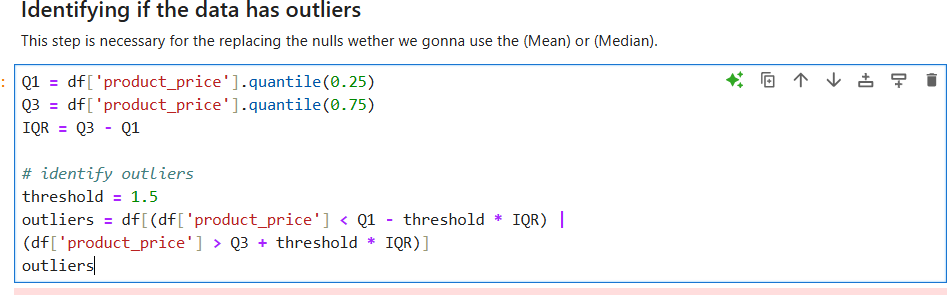 Identifying if the data has outliers
This step is necessary for the replacing the nulls wether we gonna use the (Mean) or (Median).
:
Q1 = df['product_price'].quantile(0.25)
Q3 = df['product_price'].quantile(0.75)
IQR = Q3 - Q1
# identify outliers
threshold = 1.5
outliers = df[(df['product_price'] < Q1 - threshold * IQR) |
(df['product_price'] > Q3 + threshold * IQR)]
outliers